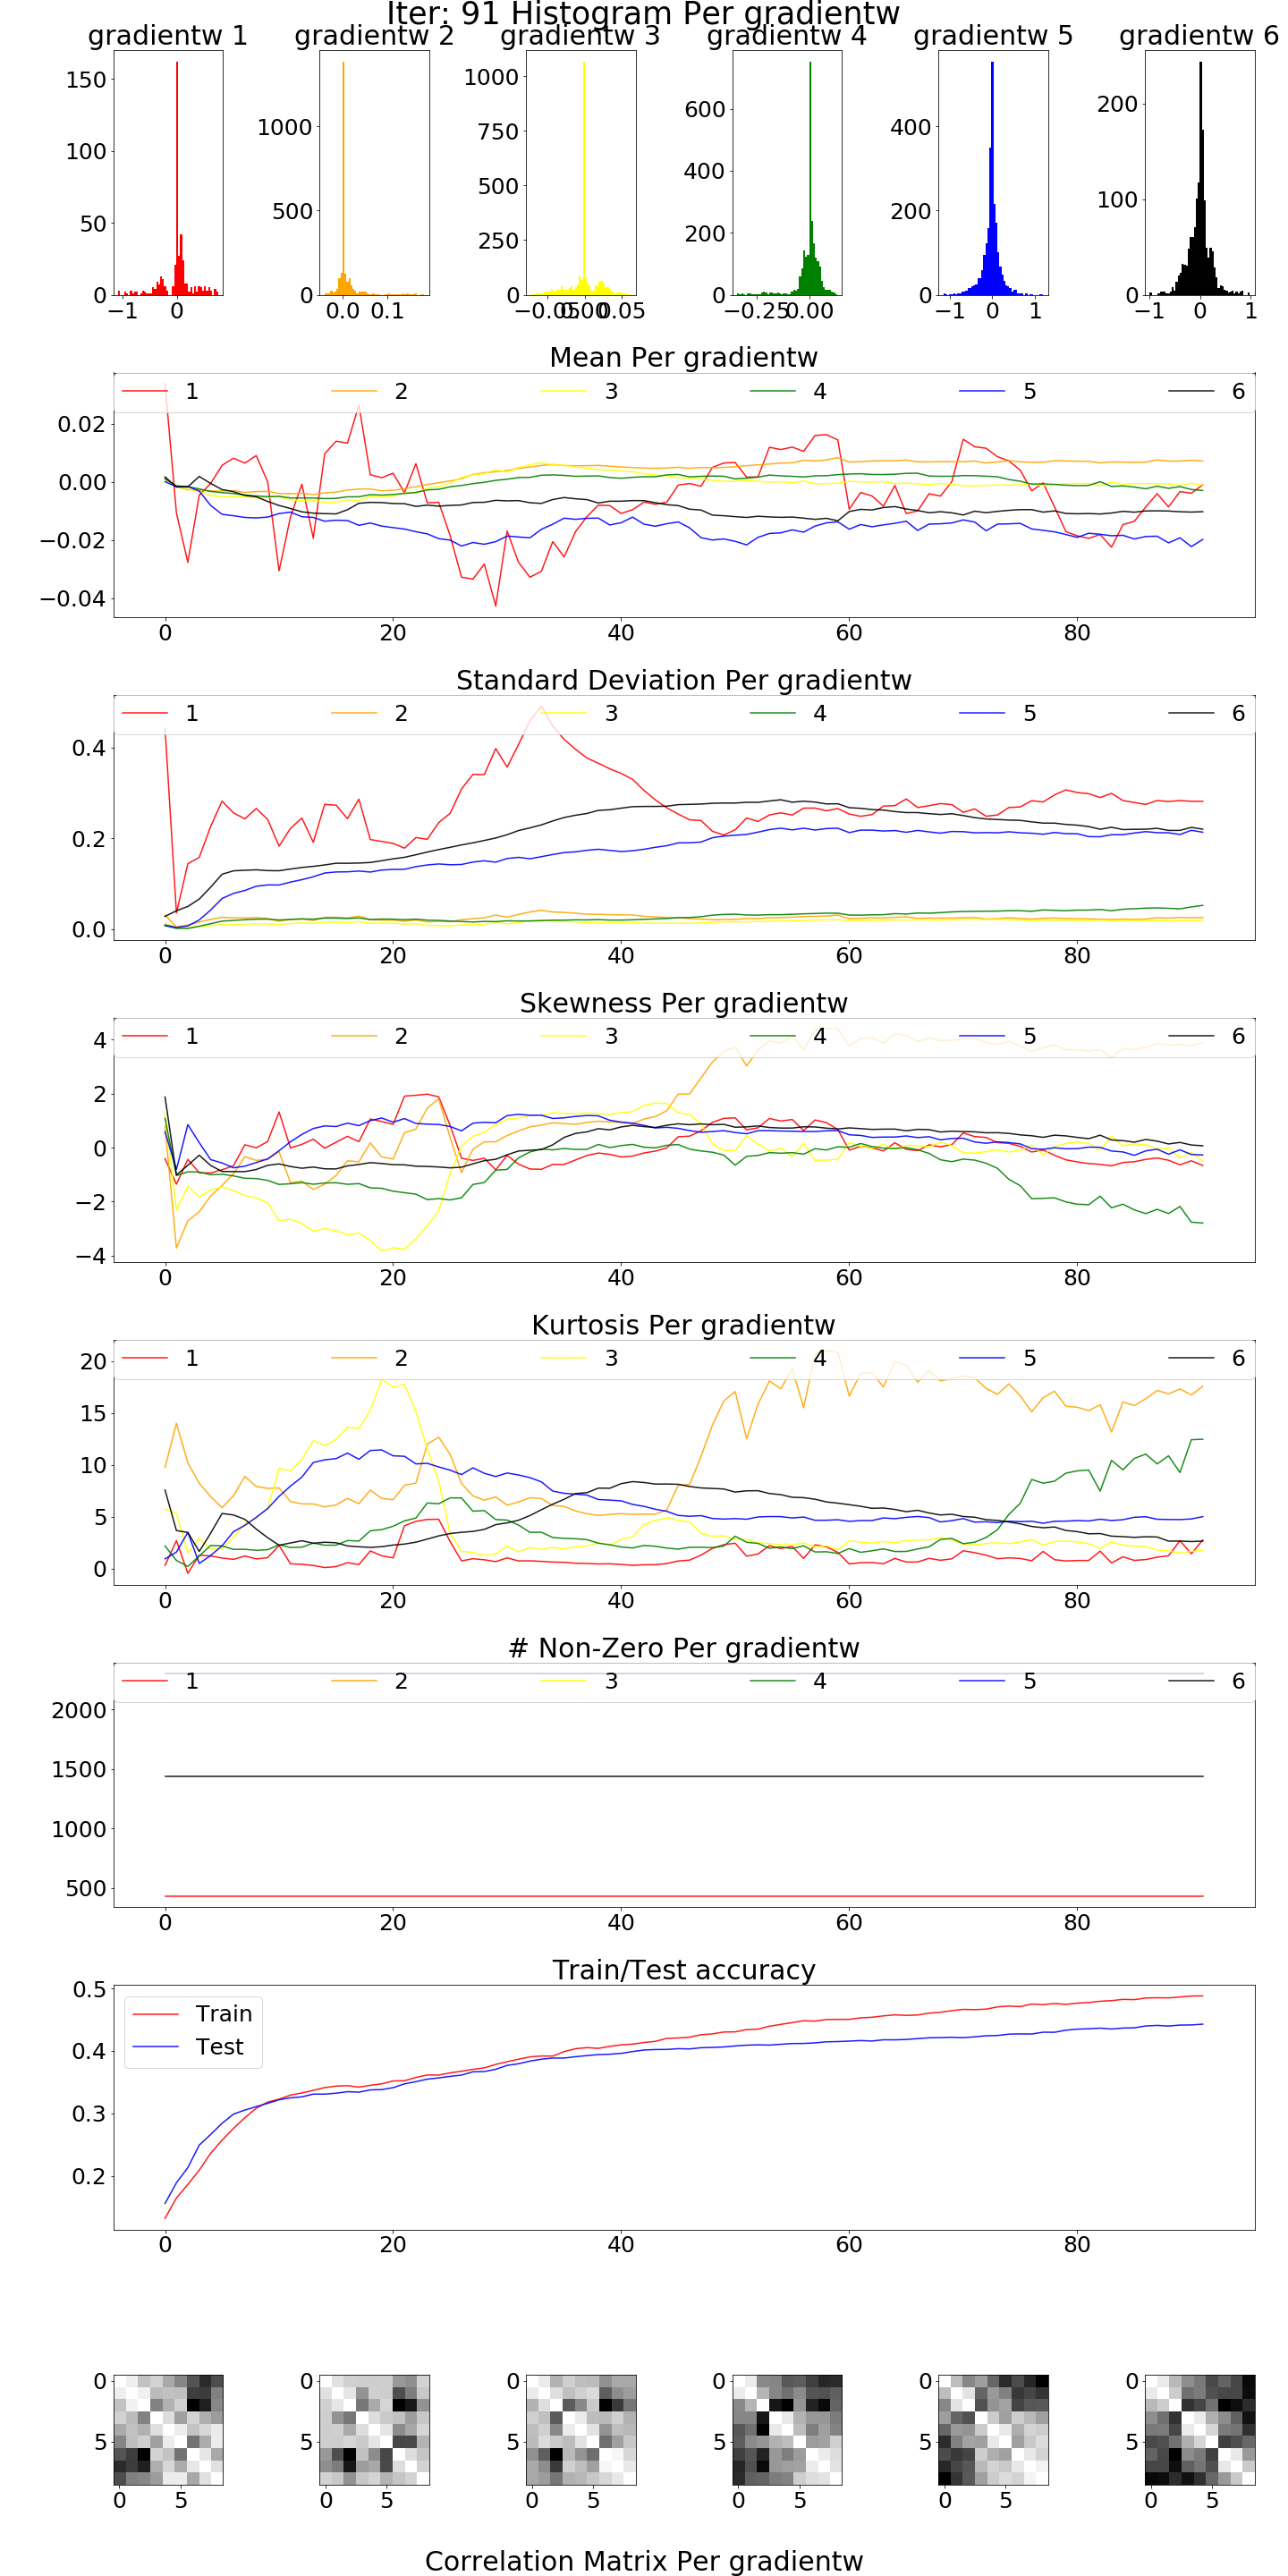 Iter: 91 Histogram Per gradientw
gradientw 1 gradientw 2 gradientw 3 gradientw 4 gradientw 5 gradientw 6
150
100
50
0
−1 0
1000
500
0
0.0 0.1
1000
750
500
250
0
−0.05 0.00 0.05
600
400
200
0
−0.25 0.00
400
200
0
−1 0 1
200
100
0
−1 0 1
Mean Per gradientw
1 2 3 4 5 6
0.02
0.00
−0.02
−0.04
0 20 40 60 80
Standard Deviation Per gradientw
1 2 3 4 5 6
0.4
0.2
0.0
0 20 40 60 80
Skewness Per gradientw
1 2 3 4 5 6
4
2
0
−2
−4
0 20 40 60 80
Kurtosis Per gradientw
1 2 3 4 5 6
20
15
10
5
0
0 20 40 60 80
# Non-Zero Per gradientw
1 2 3 4 5 6
2000
1500
1000
500
0 20 40 60 80
Train/Test accuracy
Train
Test
0.5
0.4
0.3
0.2
0 20 40 60 80
0 0 0 0 0 0
5 5 5 5 5 5
0 5 0 5 0 5 0 5 0 5 0 5
Correlation Matrix Per gradientw